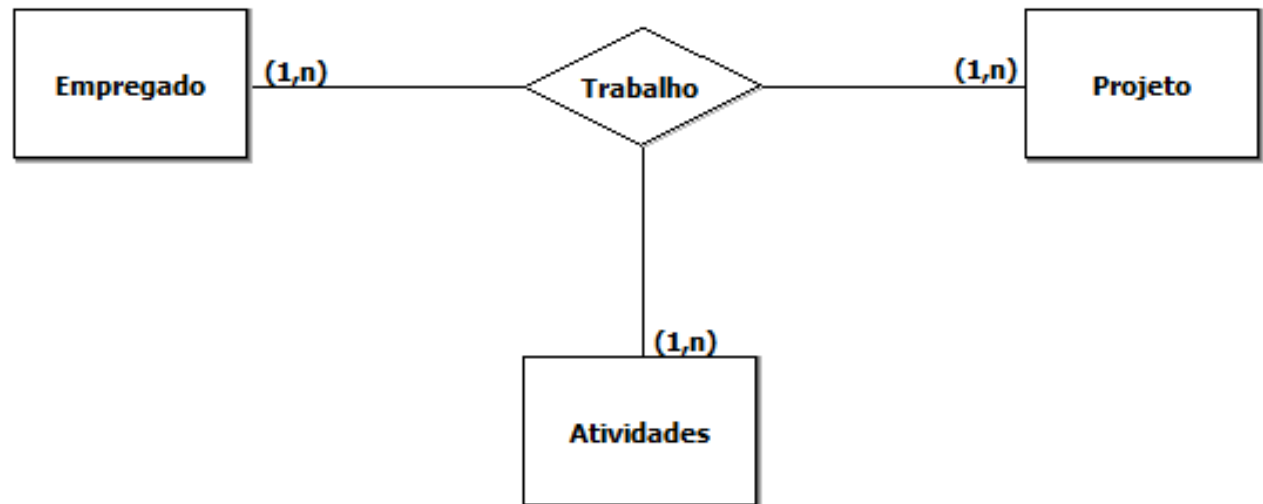 Empregado
(1,n)
Trabalho
(1,n)
Projeto
(1,n)
Atividades